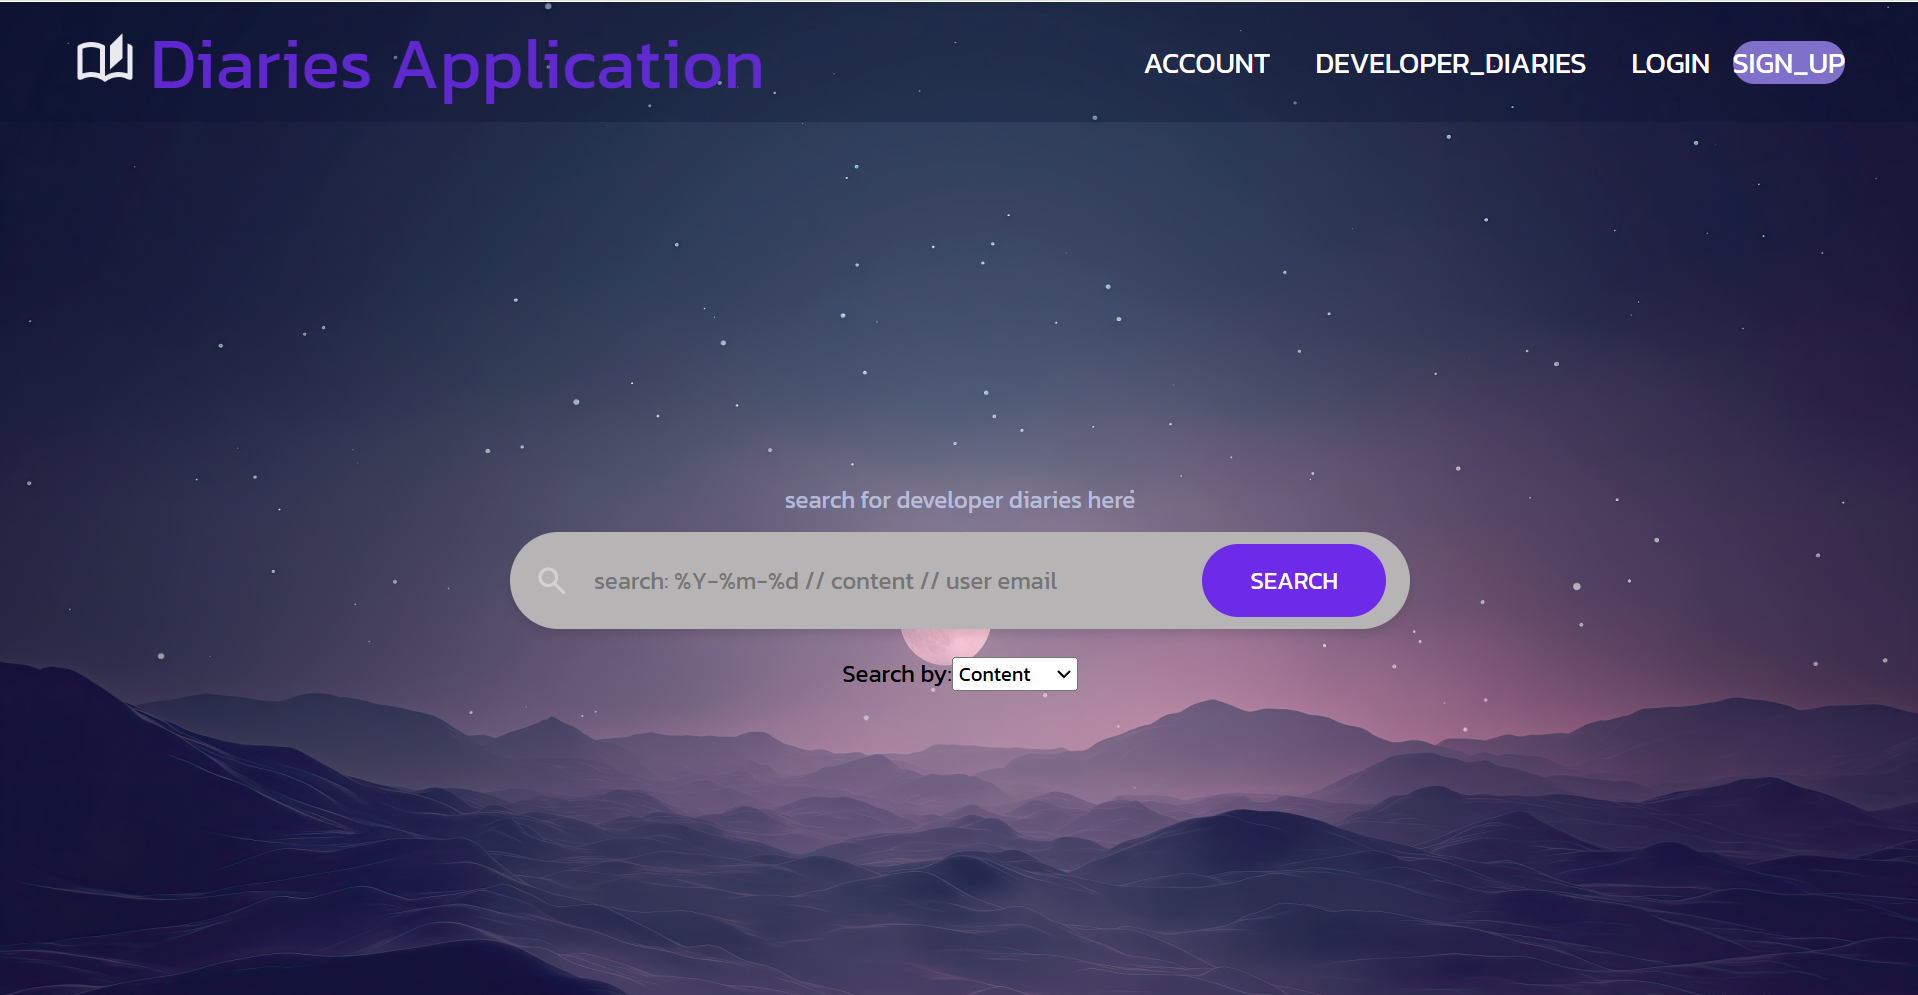 Diaries Application
ACCOUNT DEVELOPER_DIARIES LOGIN SIGN_UP
search for developer diaries here
search: %Y-%m-%d // content // user email SEARCH
Search by: Content